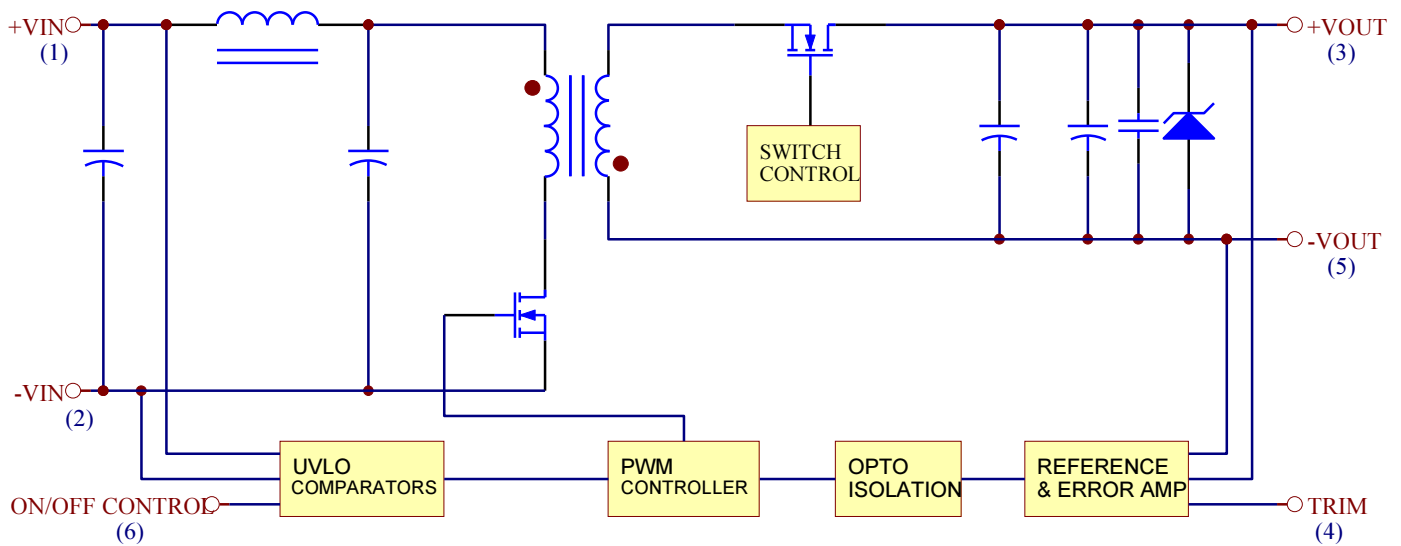 +VIN
(1)
+VOUT
(3)
SWITCH
CONTROL
-VOUT
(5)
-VIN
(2)
UVLO
COMPARATORS
PWM
CONTROLLER
OPTO
ISOLATION
REFERENCE
& ERROR AMP
ON/OFF CONTROL
(6)
TRIM
(4)